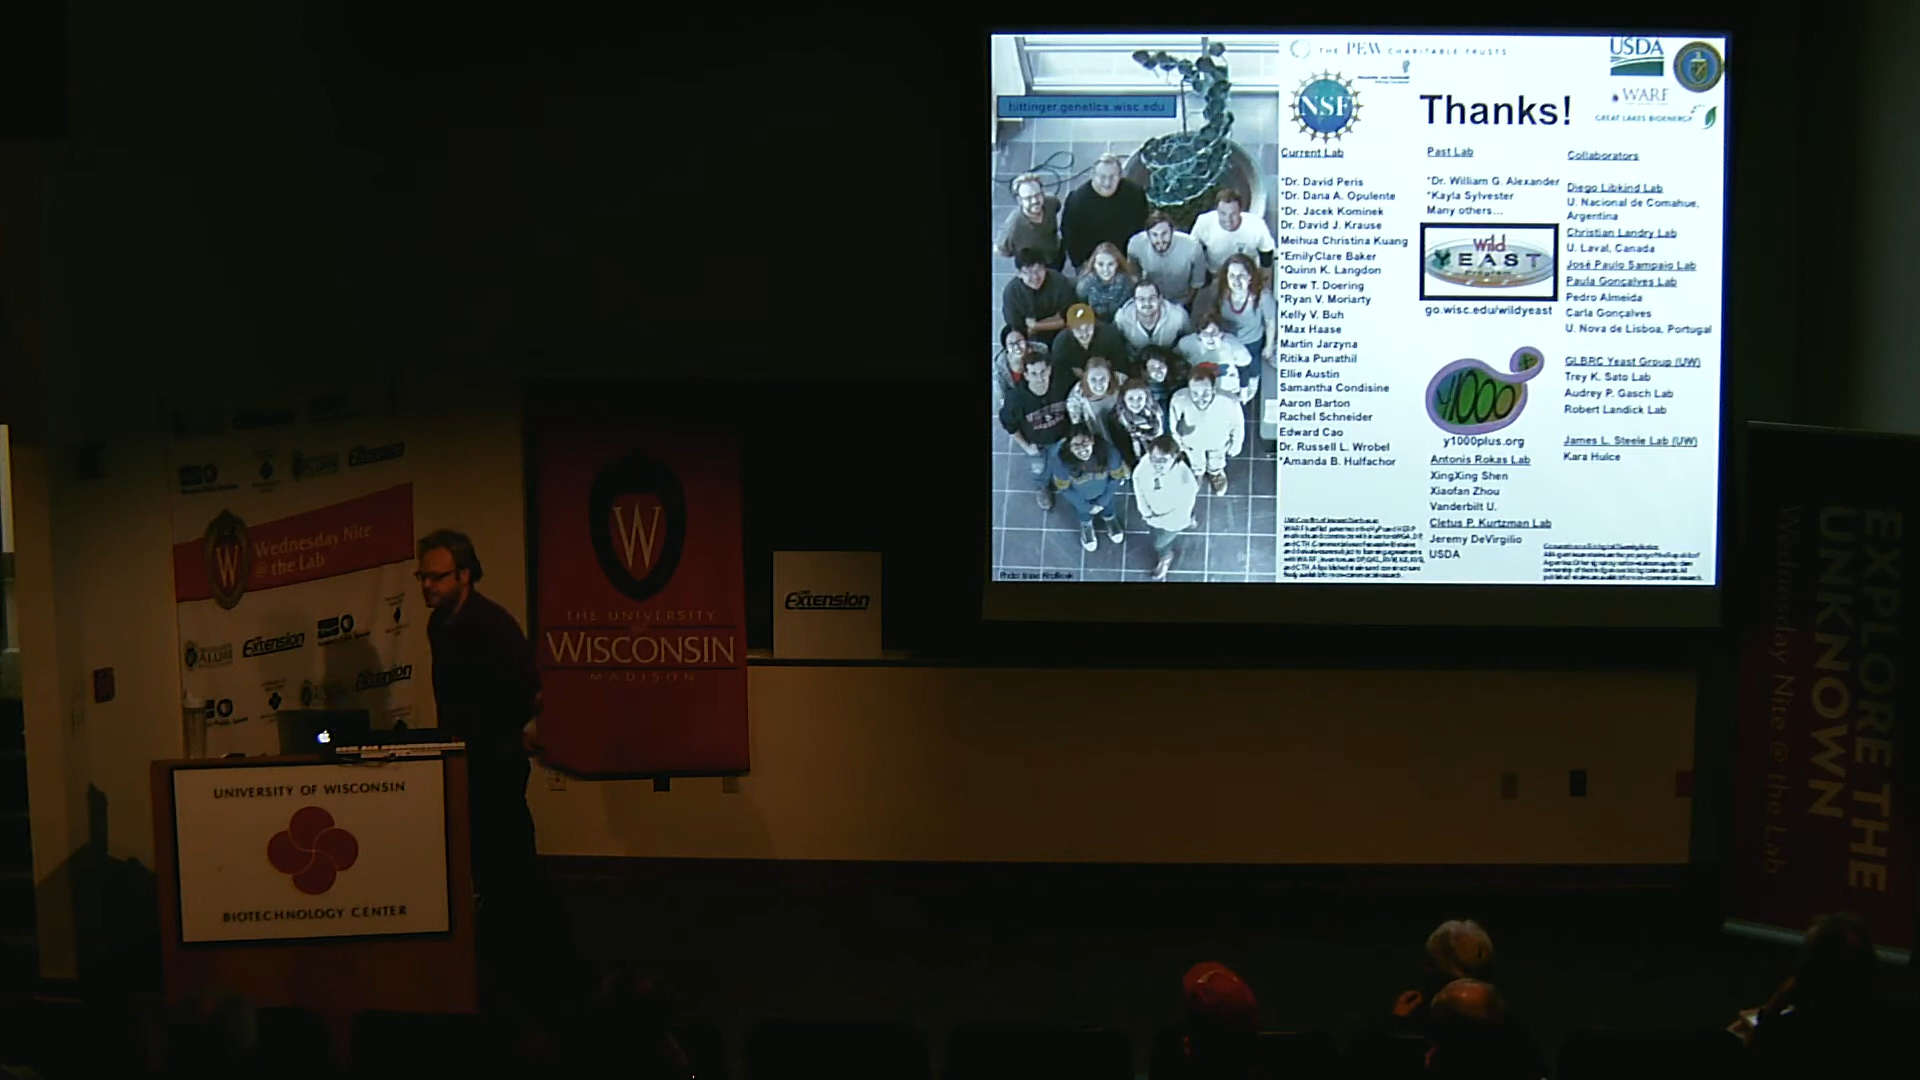 hittinger.genetics.wisc.edu
THE PEW CHARITABLE TRUSTS
NSF
USDA
WARF
GREAT LAKES BIOENERGY
Thanks!
Current Lab
*Dr. David Peris
*Dr. Dana A. Opulente
*Dr. Jacek Kominek
Dr. David J. Krause
Meihua Christina Kuang
*EmilyClare Baker
*Quinn K. Langdon
Drew T. Doering
*Ryan V. Moriarty
Kelly V. Buh
*Max Haase
Martin Jarzyna
Ritika Punathil
Ellie Austin
Samantha Condisine
Aaron Barton
Rachel Schneider
Edward Cao
Dr. Russell L. Wrobel
*Amanda B. Hulfachor
Past Lab
*Dr. William G. Alexander
*Kayla Sylvester
Many others...
wild
YEAST
Program
go.wisc.edu/wildyeast
y1000
y1000plus.org
Antonis Rokas Lab
XingXing Shen
Xiaofan Zhou
Vanderbilt U.
Cletus P. Kurtzman Lab
Jeremy DeVirgilio
USDA
Collaborators
Diego Libkind Lab
U. Nacional de Comahue,
Argentina
Christian Landry Lab
U. Laval, Canada
José Paulo Sampaio Lab
Paula Gonçalves Lab
Pedro Almeida
Carla Gonçalves
U. Nova de Lisboa, Portugal
GLBRC Yeast Group (UW)
Trey K. Sato Lab
Audrey P. Gasch Lab
Robert Landick Lab
James L. Steele Lab (UW)
Kara Hulce
Extension
W
Wednesday Nite
@ the Lab
Extension
Extension
W
THE UNIVERSITY
of
WISCONSIN
MADISON
Extension
UNIVERSITY OF WISCONSIN
BIOTECHNOLOGY CENTER
EXPLORE THE
UNKNOWN
Wednesday Nite @ the Lab